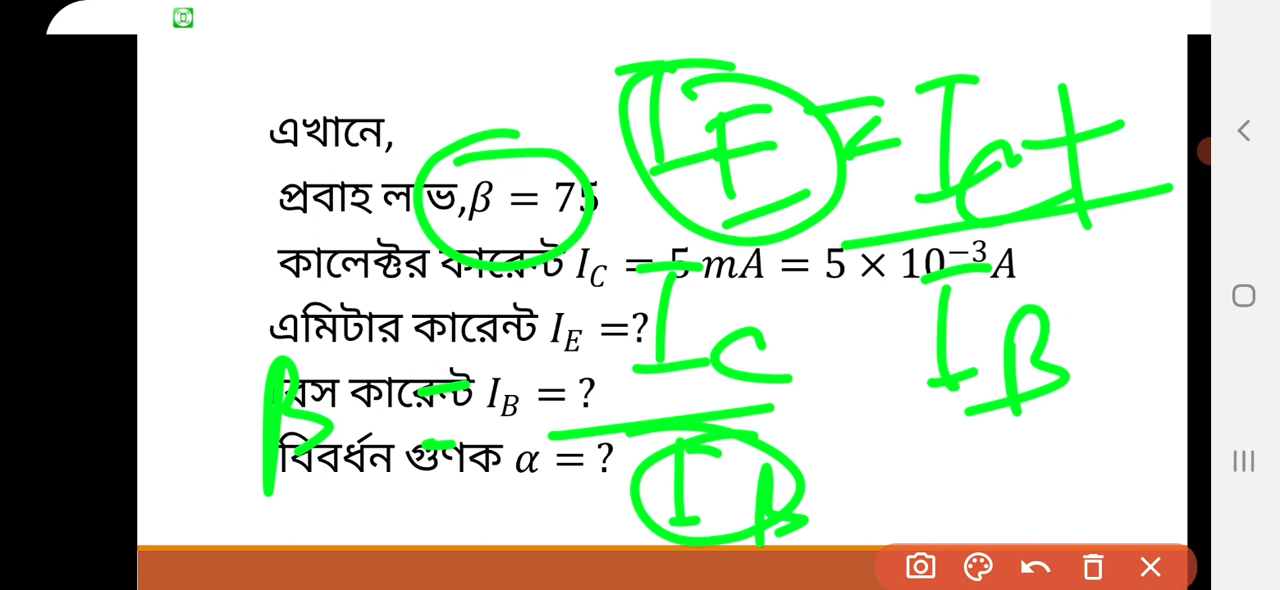 এখানে,
প্রবাহ লাভ,β = 75
কালেক্টর কারেন্ট I_C = 5 mA = 5 × 10⁻³ A
এমিটার কারেন্ট I_E =?
বেস কারেন্ট I_B = ?
বিবর্ধন গুণক α = ?
I_E = I_C +
I_B
β = I_C
I_B